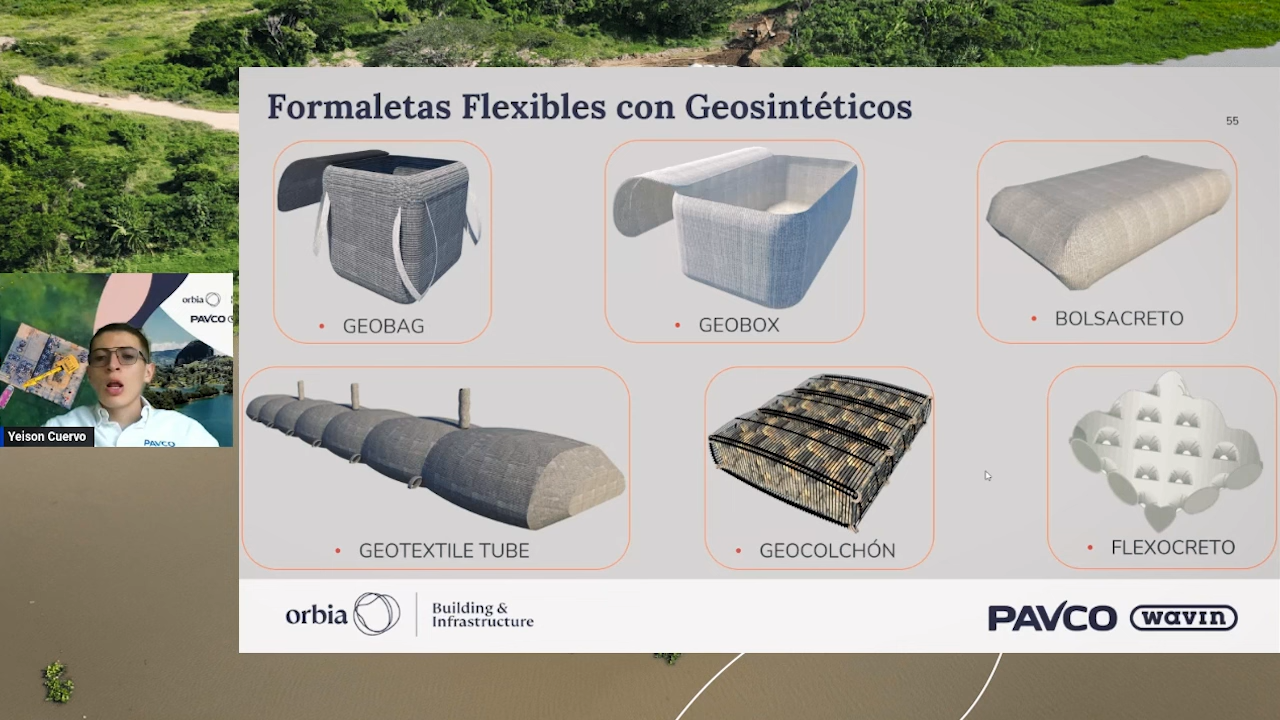 Formaletas Flexibles con Geosintéticos
55
• GEOBAG
• GEOBOX
• BOLSACRETO
orbia
PAVCO
Yeison Cuervo
PAVCO
• GEOTEXTILE TUBE
• GEOCOLCHÓN
• FLEXOCRETO
orbia
Building &
Infrastructure
PAVCO wavin